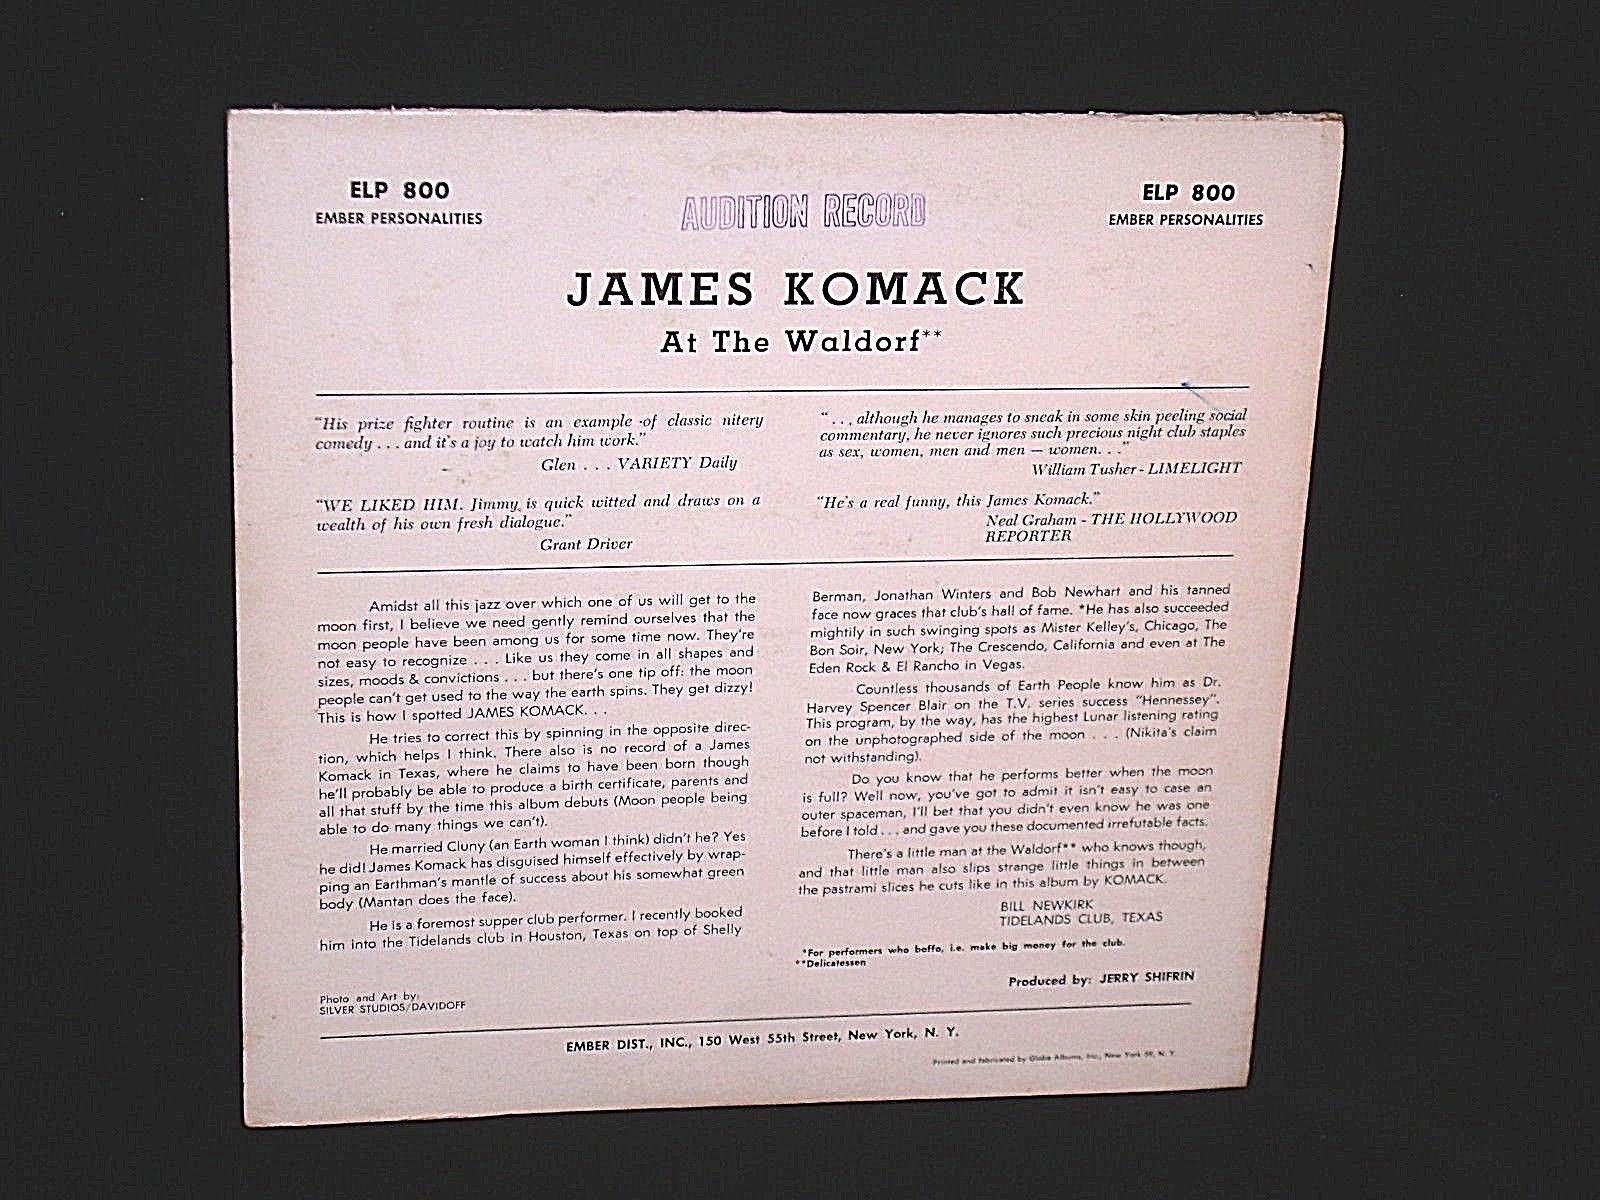 ELP 800
EMBER PERSONALITIES
AUDITION RECORD
ELP 800
EMBER PERSONALITIES
JAMES KOMACK
At The Waldorf**
"His prize fighter routine is an example of classic nitery
comedy . . . and it's a joy to watch him work."
Glen . . . VARIETY Daily
"WE LIKED HIM. Jimmy is quick witted and draws on a
wealth of his own fresh dialogue."
Grant Driver
". . . although he manages to sneak in some skin peeling social
commentary, he never ignores such precious night club staples
as sex, women, men and men — women. . ."
William Tusher - LIMELIGHT
"He's a real funny, this James Komack."
Neal Graham - THE HOLLYWOOD
REPORTER
Amidst all this jazz over which one of us will get to the
moon first, I believe we need gently remind ourselves that the
moon people have been among us for some time now. They're
not easy to recognize . . . Like us they come in all shapes and
sizes, moods & convictions . . . but there's one tip off: the moon
people can't get used to the way the earth spins. They get dizzy!
This is how I spotted JAMES KOMACK. . .
He tries to correct this by spinning in the opposite direc-
tion, which helps I think. There also is no record of a James
Komack in Texas, where he claims to have been born though
he'll probably be able to produce a birth certificate, parents and
all that stuff by the time this album debuts (Moon people being
able to do many things we can't).
He married Cluny (an Earth woman I think) didn't he? Yes
he did! James Komack has disguised himself effectively by wrap-
ping an Earthman's mantle of success about his somewhat green
body (Mantan does the face).
He is a foremost supper club performer. I recently booked
him into the Tidelands club in Houston, Texas on top of Shelly
Berman, Jonathan Winters and Bob Newhart and his tanned
face now graces that club's hall of fame. *He has also succeeded
mightily in such swinging spots as Mister Kelley's, Chicago, The
Bon Soir, New York; The Crescendo, California and even at The
Eden Rock & El Rancho in Vegas.
Countless thousands of Earth People know him as Dr.
Harvey Spencer Blair on the T.V. series success "Hennessey".
This program, by the way, has the highest Lunar listening rating
on the unphotographed side of the moon . . . (Nikita's claim
not withstanding).
Do you know that he performs better when the moon
is full? Well now, you've got to admit it isn't easy to case an
outer spaceman, I'll bet that you didn't even know he was one
before I told . . . and gave you these documented irrefutable facts.
There's a little man at the Waldorf** who knows though,
and that little man also slips strange little things in between
the pastrami slices he cuts like in this album by KOMACK.
BILL NEWKIRK
TIDELANDS CLUB, TEXAS
*For performers who boffo, i.e. make big money for the club.
**Delicatessen
Produced by: JERRY SHIFRIN
Photo and Art by:
SILVER STUDIOS/DAVIDOFF
EMBER DIST., INC., 150 West 55th Street, New York, N. Y.
Printed and fabricated by Globe Albums, Inc., New York 59, N. Y.